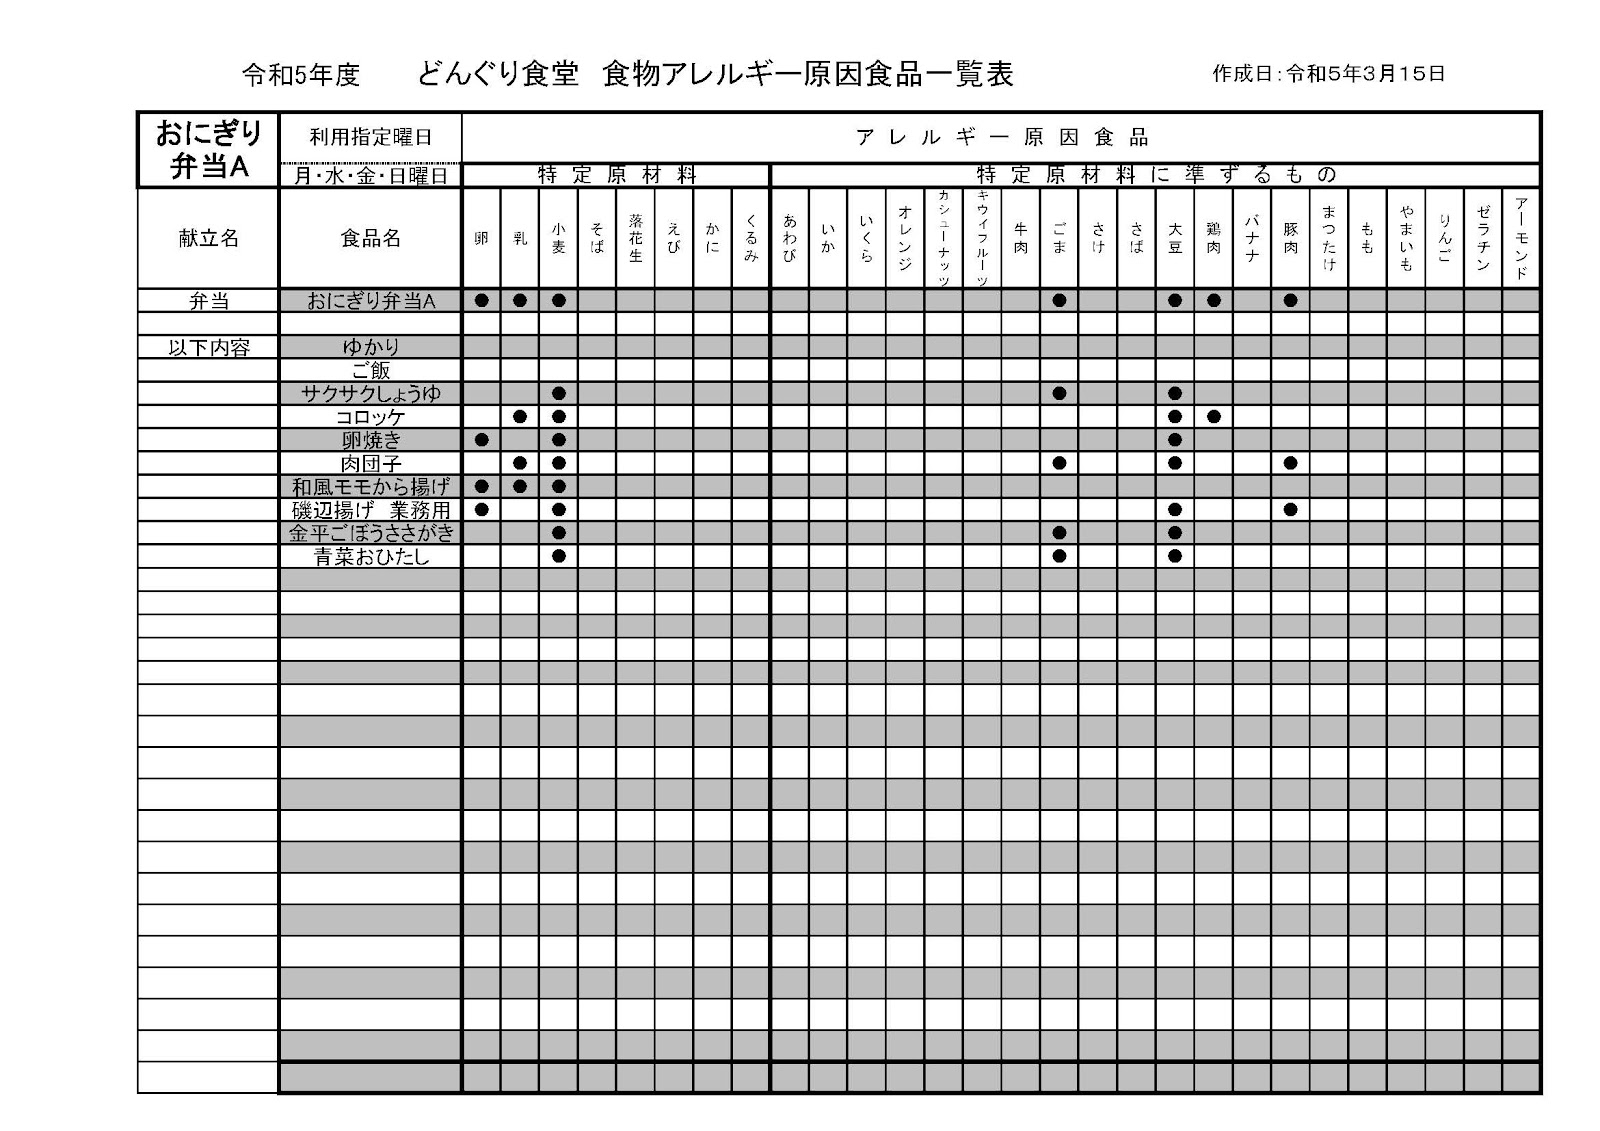 令和5年度 どんぐり食堂 食物アレルギー原因食品一覧表 作成日：令和5年3月15日
おにぎり弁当A 利用指定曜日 アレルギー原因食品
月・水・金・日曜日 特定原材料 特定原材料に準ずるもの
献立名 食品名 卵 乳 小麦 そば 落花生 えび かに くるみ あわび いか いくら オレンジ カシューナッツ キウイフルーツ 牛肉 ごま さけ さば 大豆 鶏肉 バナナ 豚肉 まつたけ もも やまいも りんご ゼラチン アーモンド
弁当 おにぎり弁当A ● ● ● ● ● ● ●
以下内容 ゆかり
ご飯
サクサクしょうゆ ● ● ●
コロッケ ● ● ● ●
卵焼き ● ● ●
肉団子 ● ● ● ● ●
和風モモから揚げ ● ● ●
磯辺揚げ 業務用 ● ● ● ●
金平ごぼうささがき ● ● ●
青菜おひたし ● ● ●